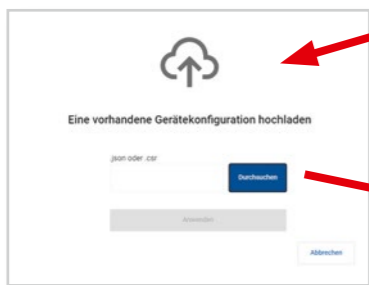 Eine vorhandene Gerätekonfiguration hochladen
.json oder .csr
Durchsuchen
Anwenden
Abbrechen